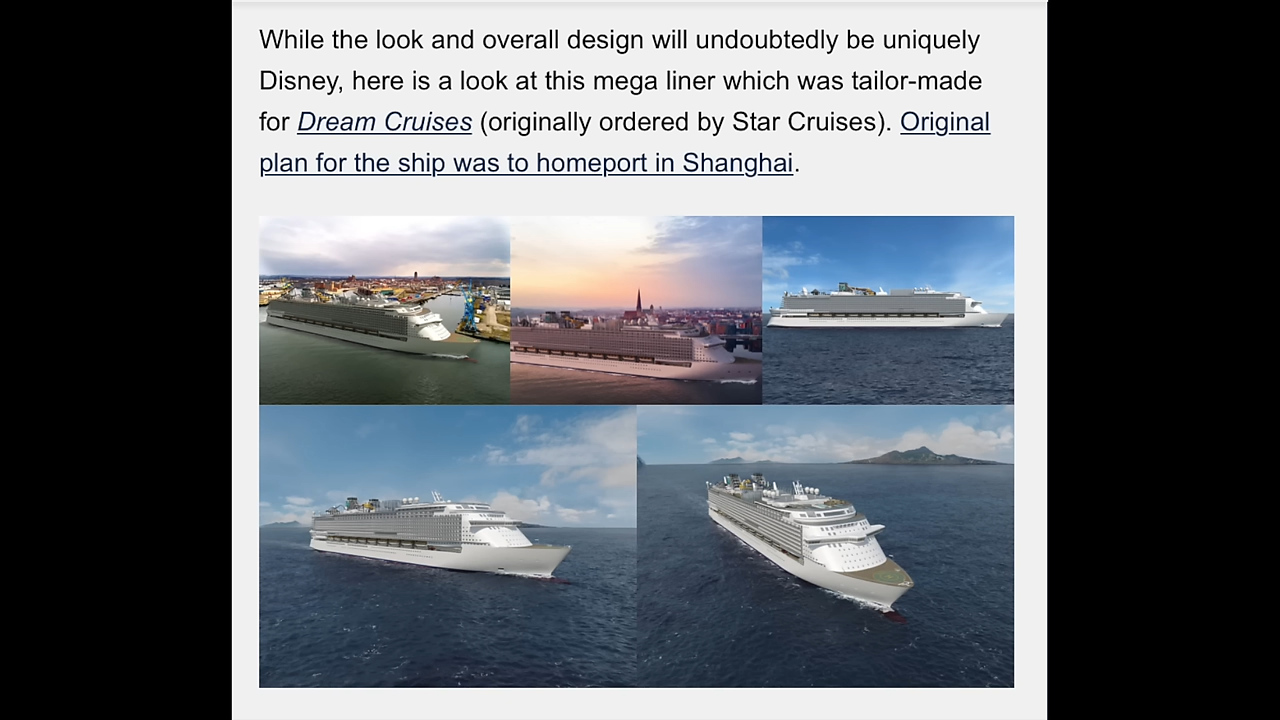 While the look and overall design will undoubtedly be uniquely
Disney, here is a look at this mega liner which was tailor-made
for Dream Cruises (originally ordered by Star Cruises). Original
plan for the ship was to homeport in Shanghai.